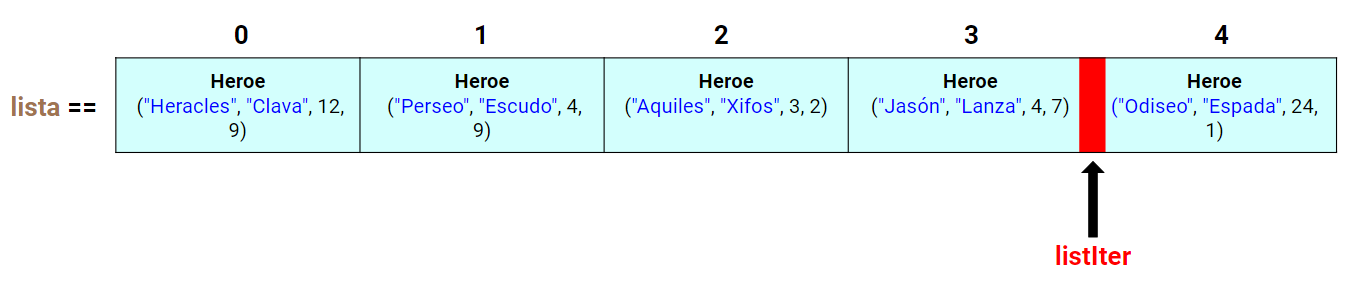 0 1 2 3 4
lista ==
Heroe
("Heracles", "Clava", 12,
9)
Heroe
("Perseo", "Escudo", 4,
9)
Heroe
("Aquiles", "Xifos", 3, 2)
Heroe
("Jasón", "Lanza", 4, 7)
Heroe
("Odiseo", "Espada", 24,
1)
listIter